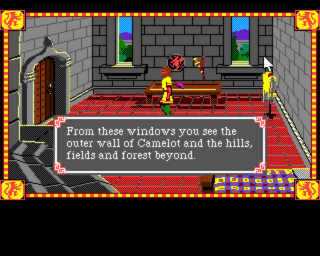 From these windows you see the
outer wall of Camelot and the hills,
fields and forest beyond.